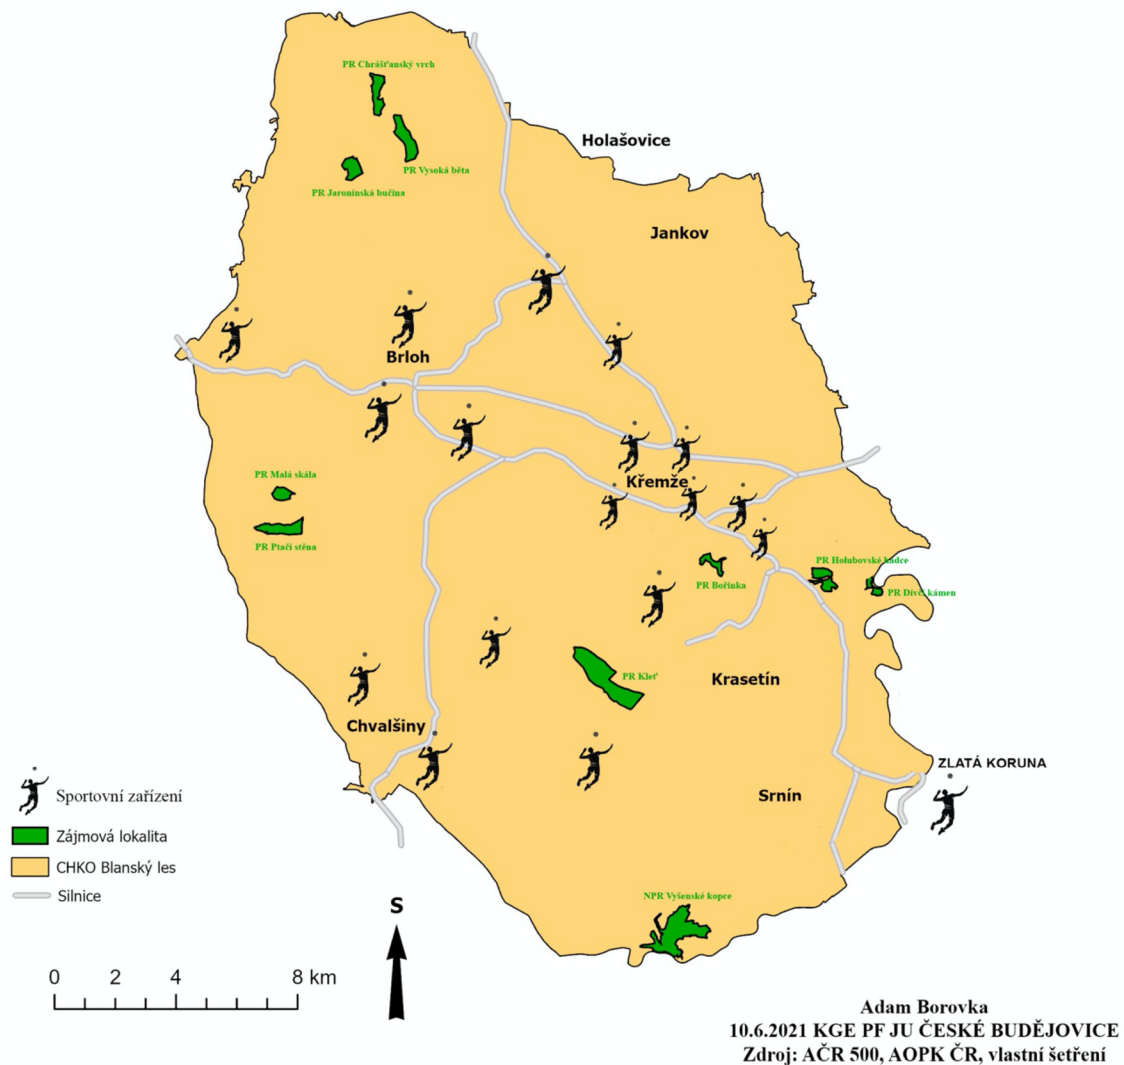 PR Chrášťanský vrch
Holašovice
PR Vysoká běta
PR Jaronínská bučina
Jankov
Brloh
PR Malá skála
Křemže
PR Ptačí stěna
PR Holubovské hadce
PR Bořinka
PR Dívčí kámen
PR Kleť
Krasetín
Chvalšiny
ZLATÁ KORUNA
Srnín
Sportovní zařízení
Zájmová lokalita
CHKO Blanský les
Silnice
NPR Vyšenské kopce
S
0 2 4 8 km
Adam Borovka
10.6.2021 KGE PF JU ČESKÉ BUDĚJOVICE
Zdroj: AČR 500, AOPK ČR, vlastní šetření